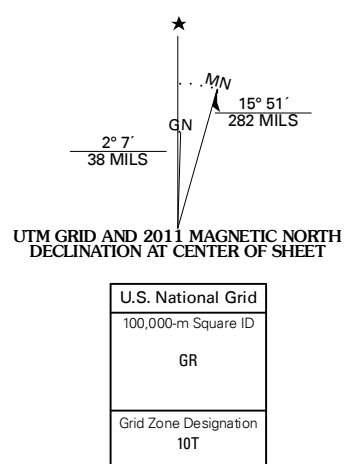 MN
GN
15° 51´
282 MILS
2° 7´
38 MILS
UTM GRID AND 2011 MAGNETIC NORTH
DECLINATION AT CENTER OF SHEET
U.S. National Grid
100,000-m Square ID
GR
Grid Zone Designation
10T